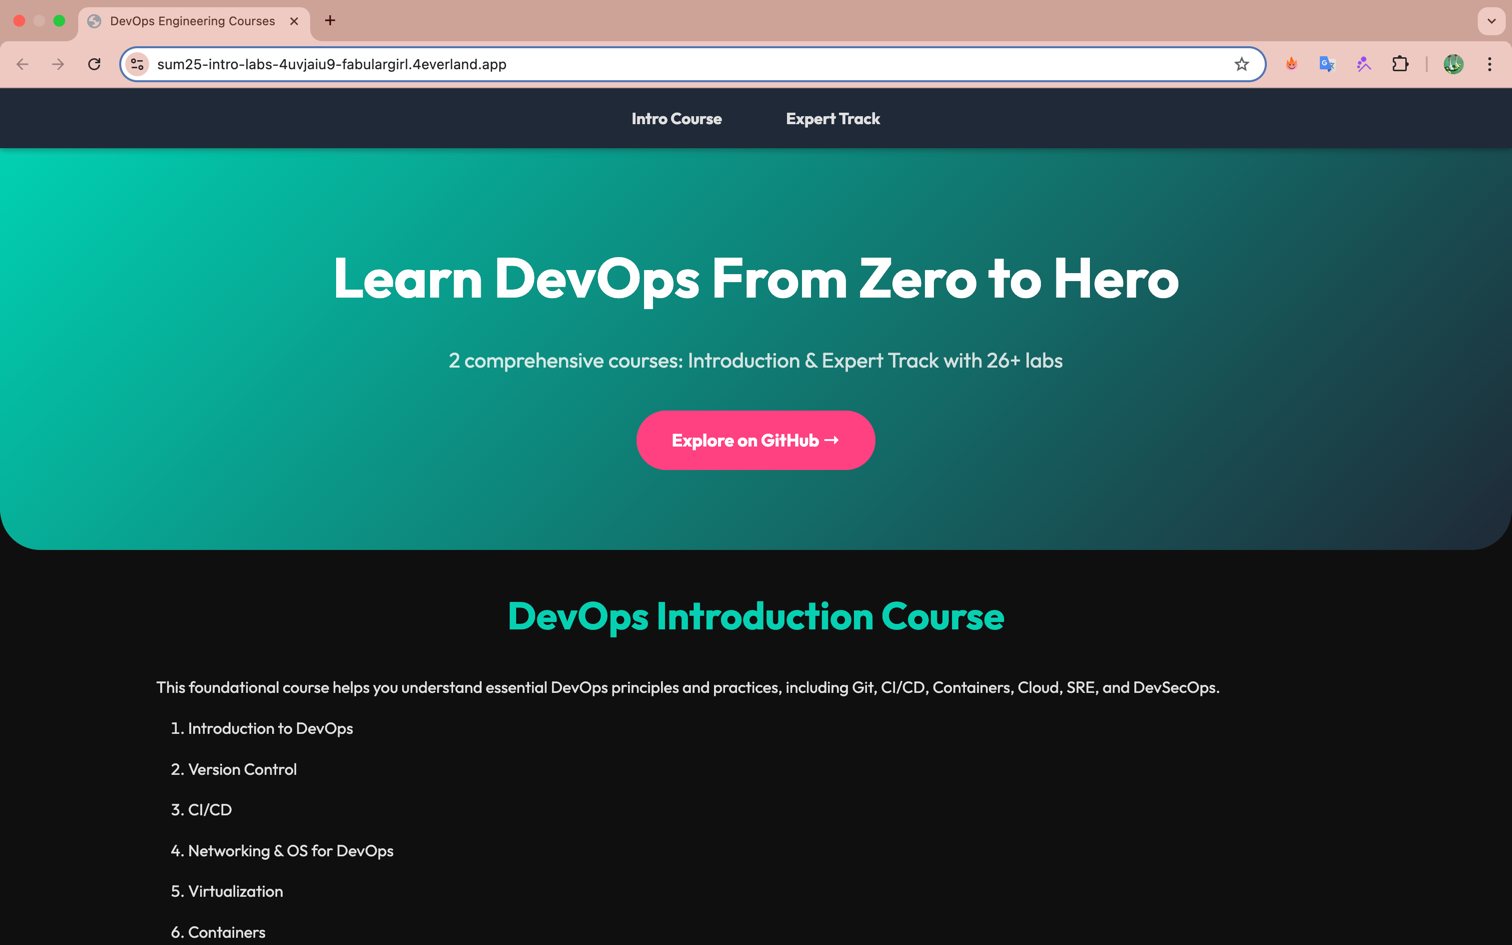 DevOps Engineering Courses
sum25-intro-labs-4uvjaiu9-fabulargirl.4everland.app
Intro Course
Expert Track
Learn DevOps From Zero to Hero
2 comprehensive courses: Introduction & Expert Track with 26+ labs
Explore on GitHub →
DevOps Introduction Course
This foundational course helps you understand essential DevOps principles and practices, including Git, CI/CD, Containers, Cloud, SRE, and DevSecOps.
1. Introduction to DevOps
2. Version Control
3. CI/CD
4. Networking & OS for DevOps
5. Virtualization
6. Containers